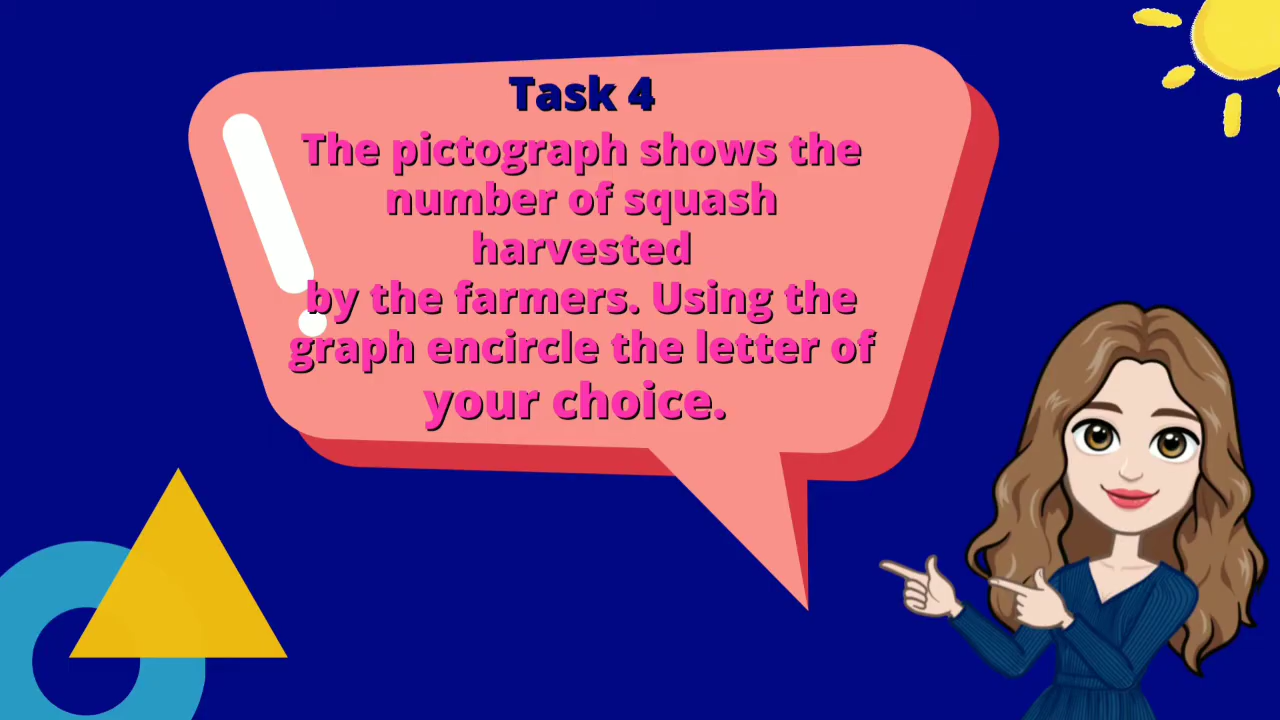 Task 4
The pictograph shows the
number of squash
harvested
by the farmers. Using the
graph encircle the letter of
your choice.